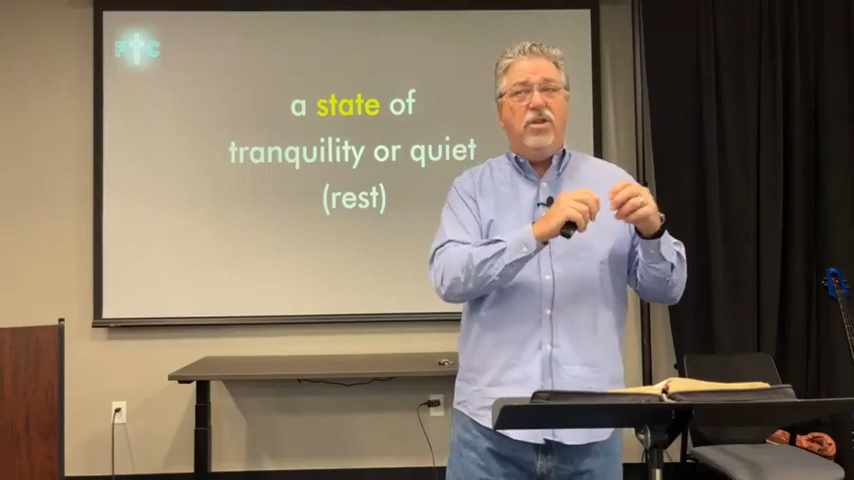 F C
a state of
tranquility or quiet
(rest)